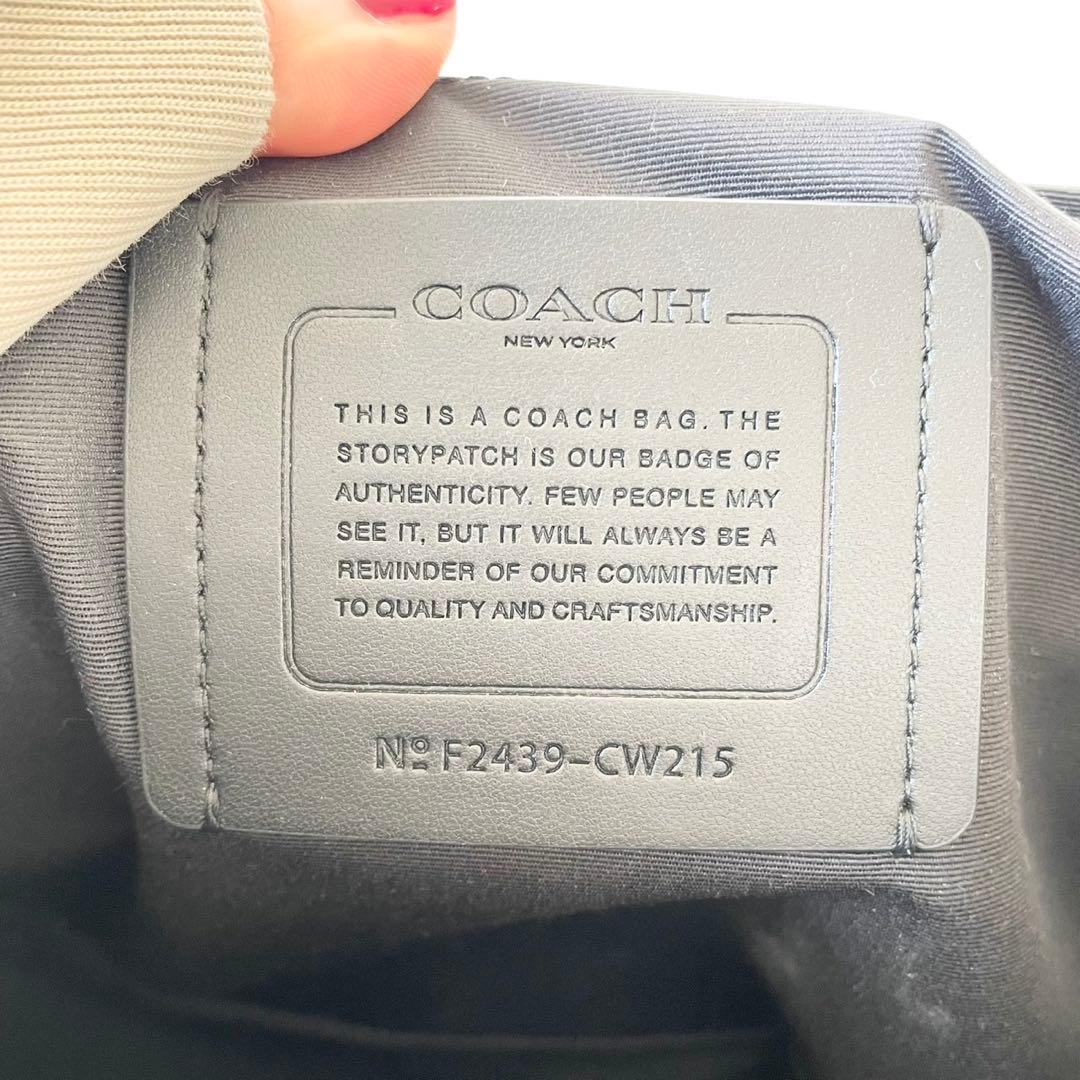 COACH
NEW YORK
THIS IS A COACH BAG. THE
STORYPATCH IS OUR BADGE OF
AUTHENTICITY. FEW PEOPLE MAY
SEE IT, BUT IT WILL ALWAYS BE A
REMINDER OF OUR COMMITMENT
TO QUALITY AND CRAFTSMANSHIP.
Nº F2439-CW215